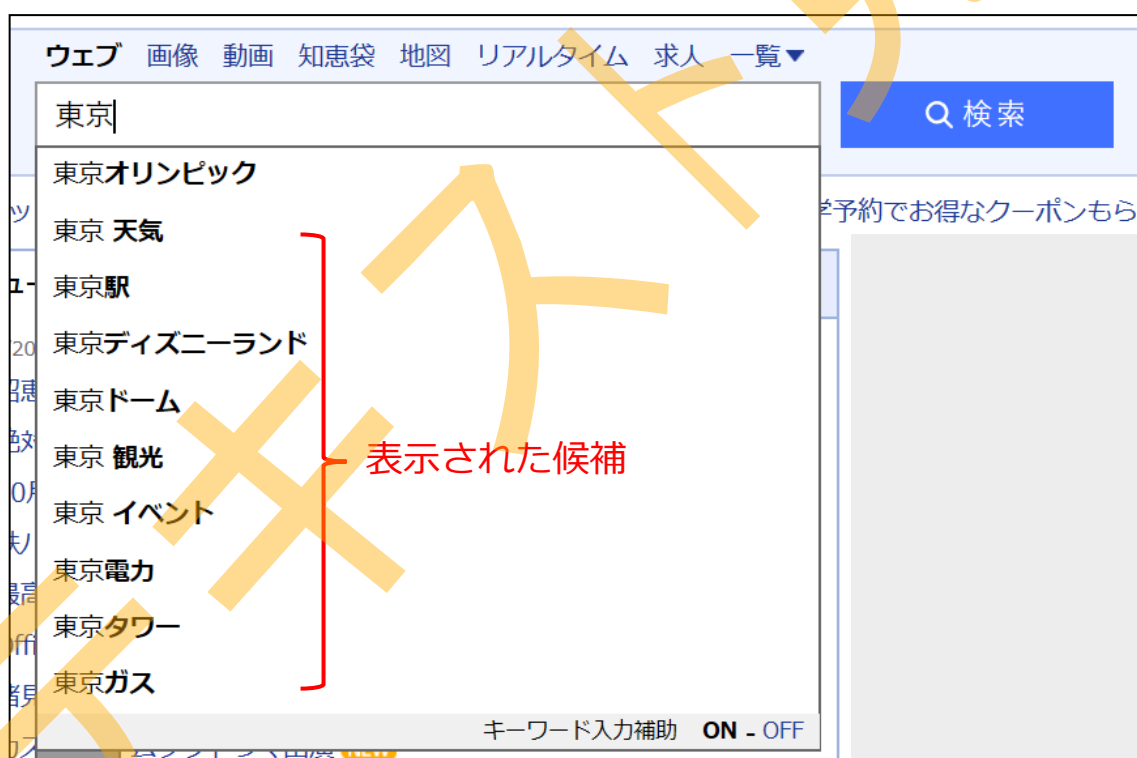 ウェブ 画像 動画 知恵袋 地図 リアルタイム 求人 一覧▼
東京
検索
東京オリンピック
予約でお得なクーポンもら
東京 天気
東京駅
東京ディズニーランド
東京ドーム
東京 観光
表示された候補
東京 イベント
東京電力
東京タワー
東京ガス
キーワード入力補助 ON - OFF